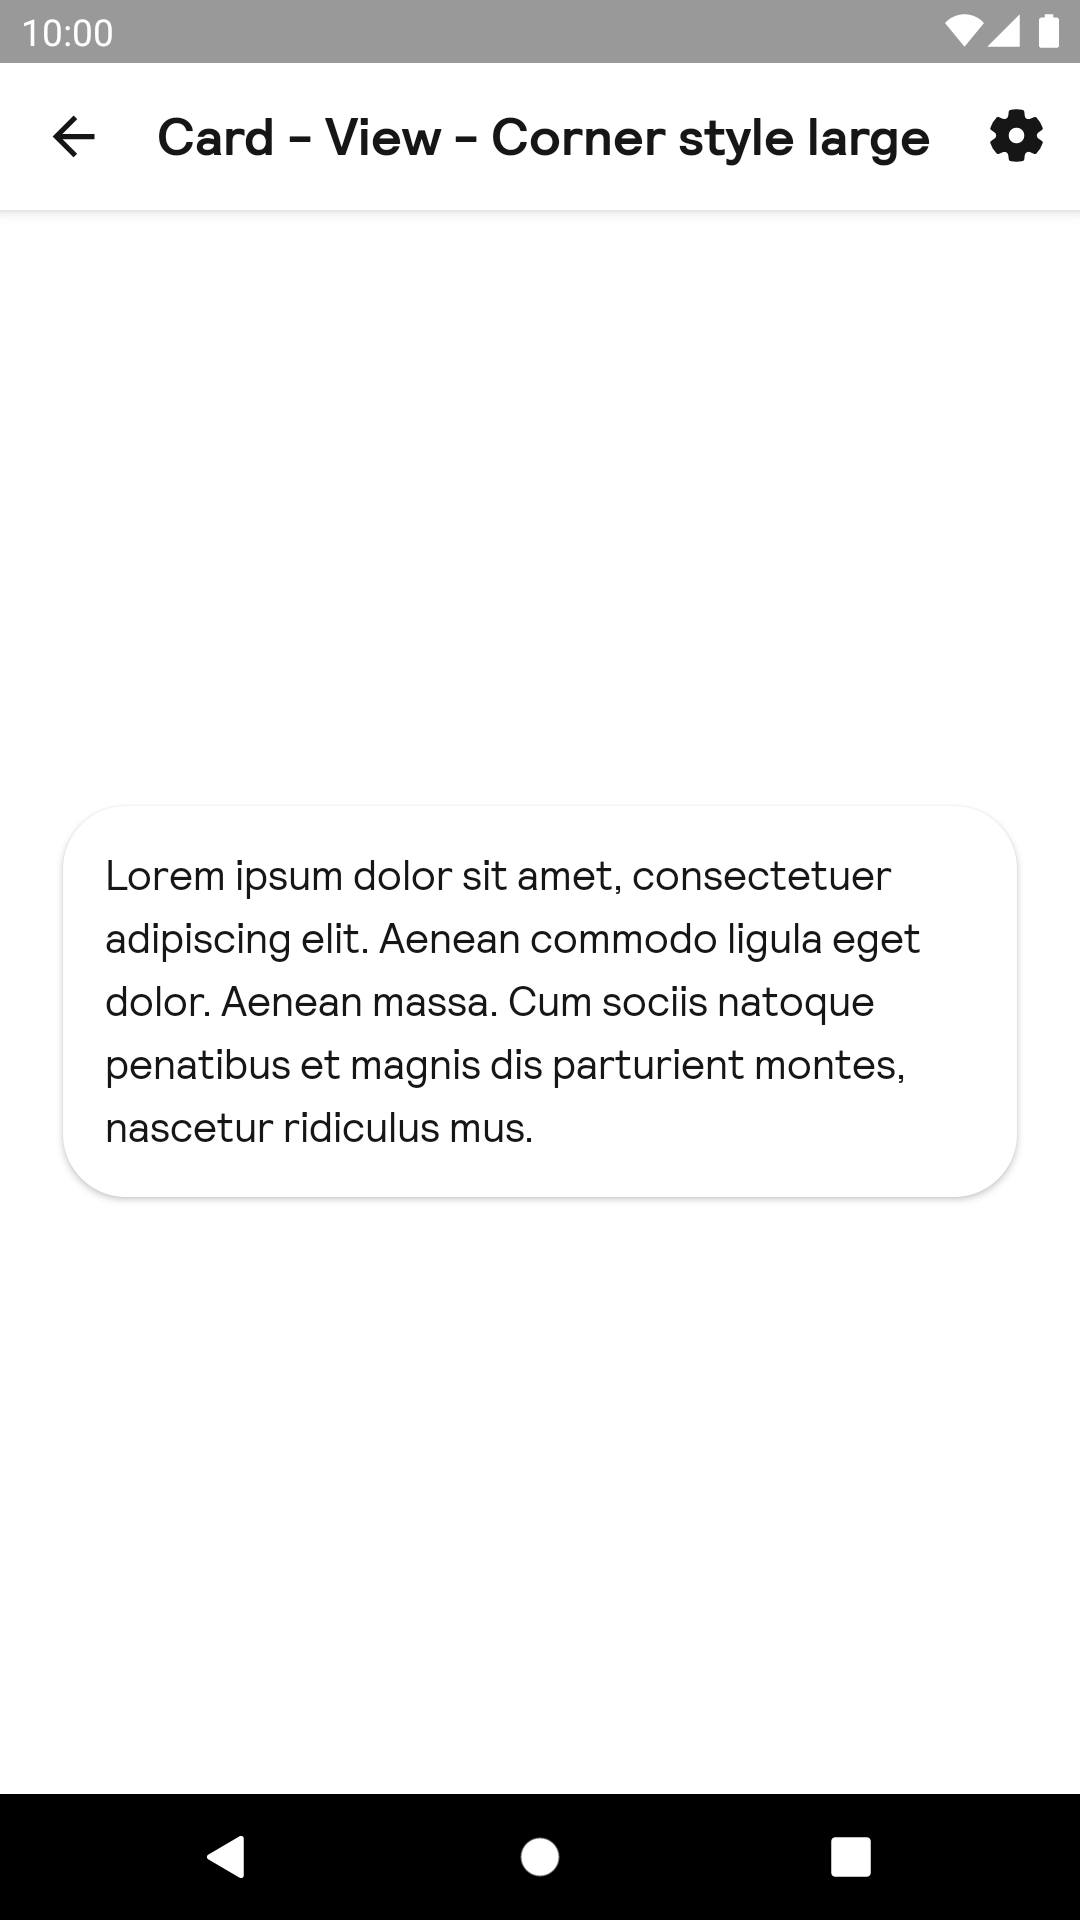 10:00
Card - View - Corner style large
Lorem ipsum dolor sit amet, consectetuer
adipiscing elit. Aenean commodo ligula eget
dolor. Aenean massa. Cum sociis natoque
penatibus et magnis dis parturient montes,
nascetur ridiculus mus.